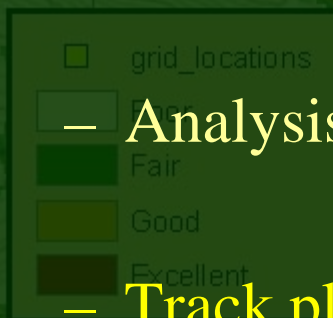 grid_locations
Poor
– Analysis
Fair
Good
Excellent
– Track pl